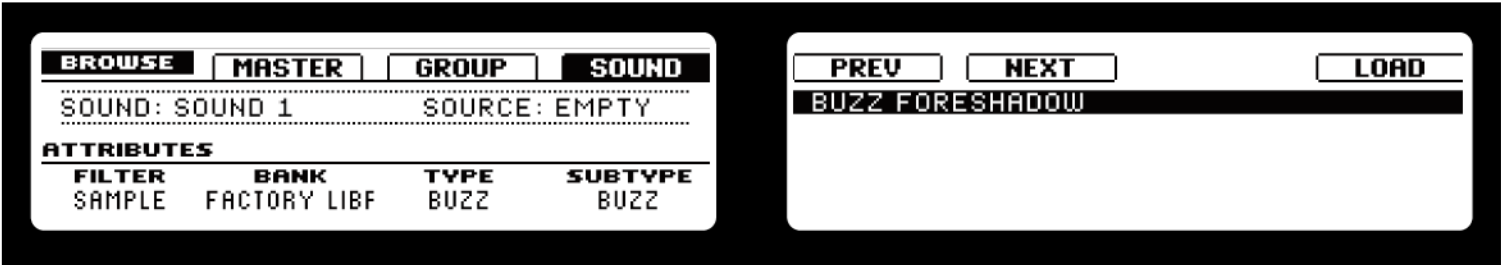 BROWSE MASTER GROUP SOUND
SOUND: SOUND 1 SOURCE: EMPTY
ATTRIBUTES
FILTER BANK TYPE SUBTYPE
SAMPLE FACTORY LIBF BUZZ BUZZ
PREV NEXT LOAD
BUZZ FORESHADOW